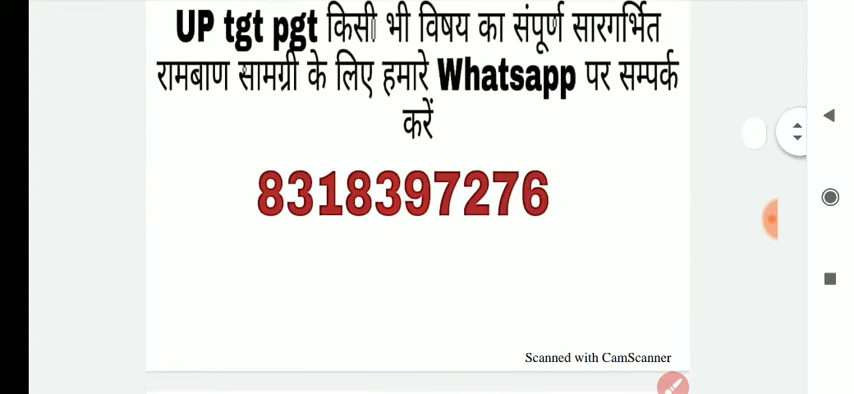 UP tgt pgt किसी भी विषय का संपूर्ण सारगर्भित
रामबाण सामग्री के लिए हमारे Whatsapp पर सम्पर्क
करें
8318397276
Scanned with CamScanner